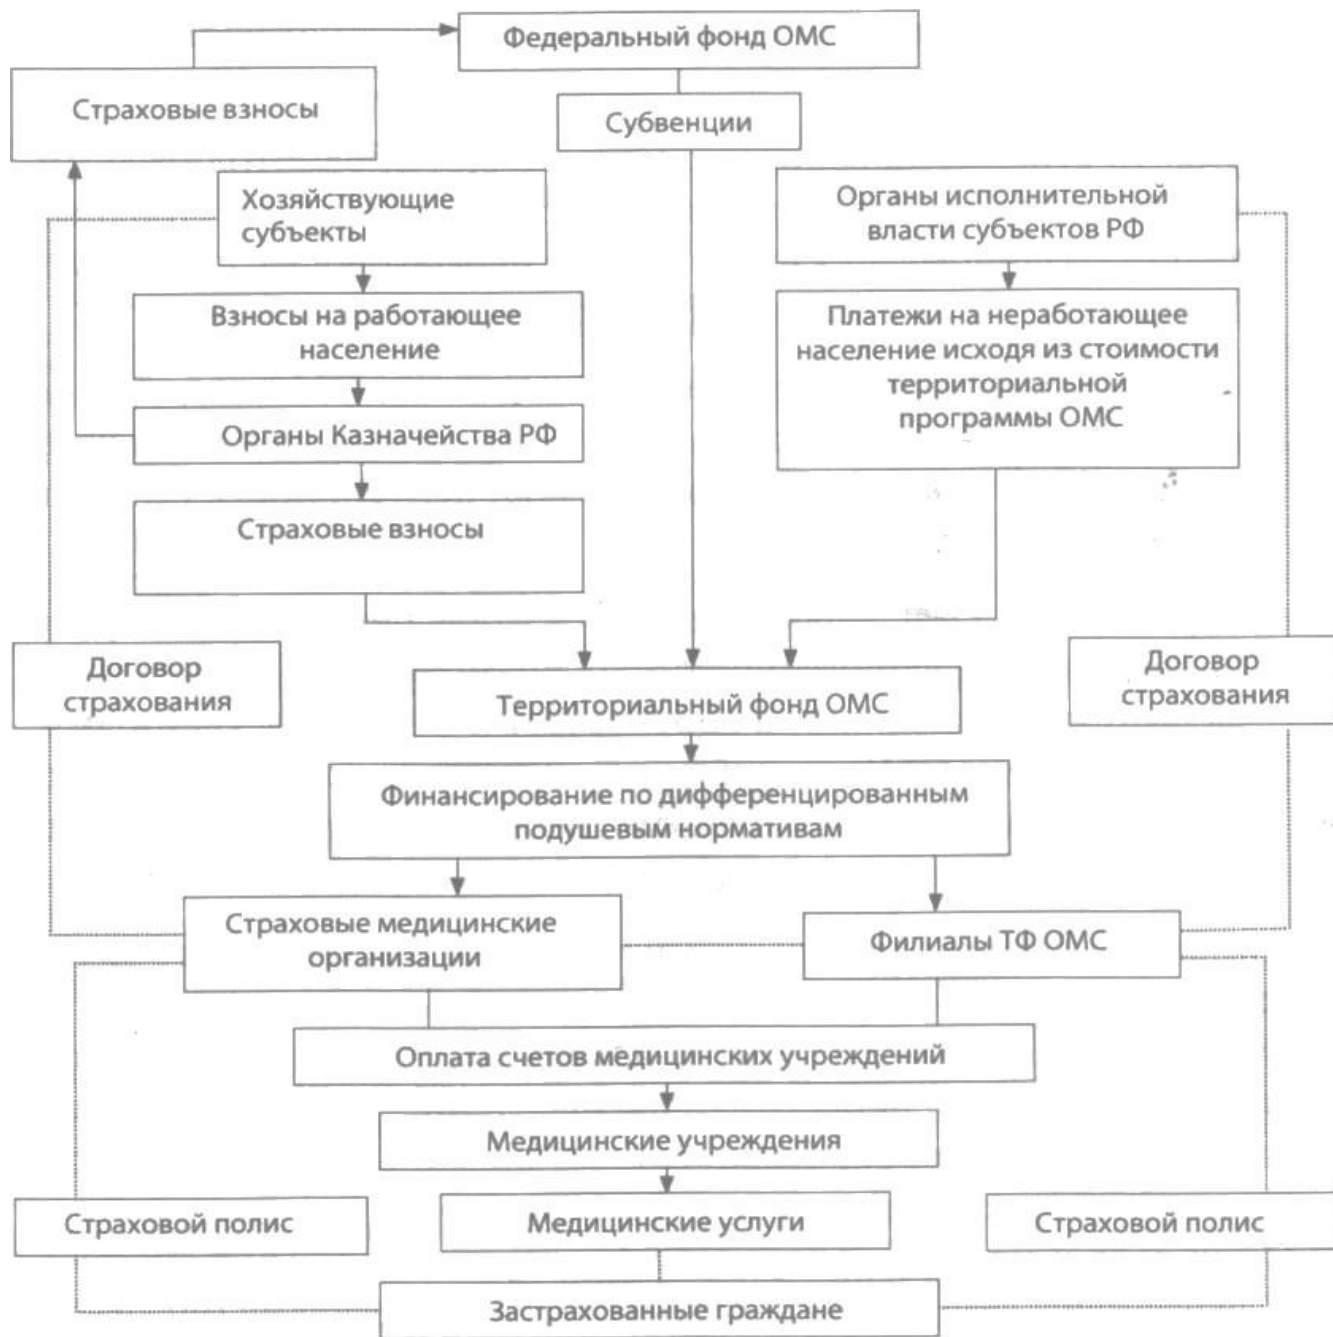 Федеральный фонд ОМС
Страховые взносы
Субвенции
Хозяйствующие
субъекты
Органы исполнительной
власти субъектов РФ
Взносы на работающее
население
Платежи на неработающее
население исходя из стоимости
территориальной
программы ОМС
Органы Казначейства РФ
Страховые взносы
Договор
страхования
Территориальный фонд ОМС
Договор
страхования
Финансирование по дифференцированным
подушевым нормативам
Страховые медицинские
организации
Филиалы ТФ ОМС
Оплата счетов медицинских учреждений
Медицинские учреждения
Страховой полис
Медицинские услуги
Страховой полис
Застрахованные граждане